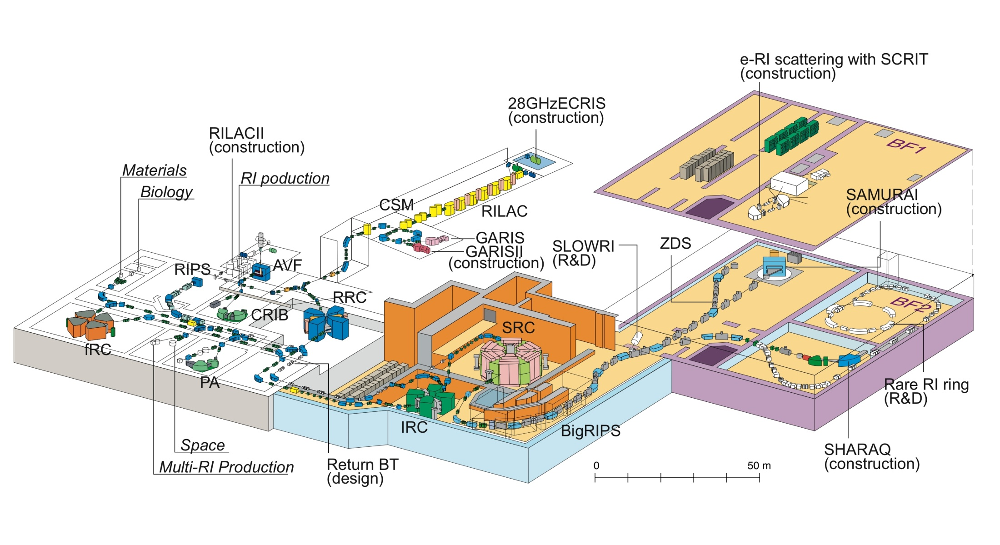 e-RI scattering with SCRIT
(construction)
28GHzECRIS
(construction)
RILACII
(construction)
BF1
Materials
RI poduction
Biology
SAMURAI
(construction)
CSM
RILAC
GARIS
GARISII
(construction)
SLOWRI
(R&D)
ZDS
RIPS
AVF
RRC
BF2
CRIB
SRC
fRC
PA
Rare RI ring
(R&D)
IRC
BigRIPS
Space
Multi-RI Production
Return BT
(design)
SHARAQ
(construction)
0
50 m